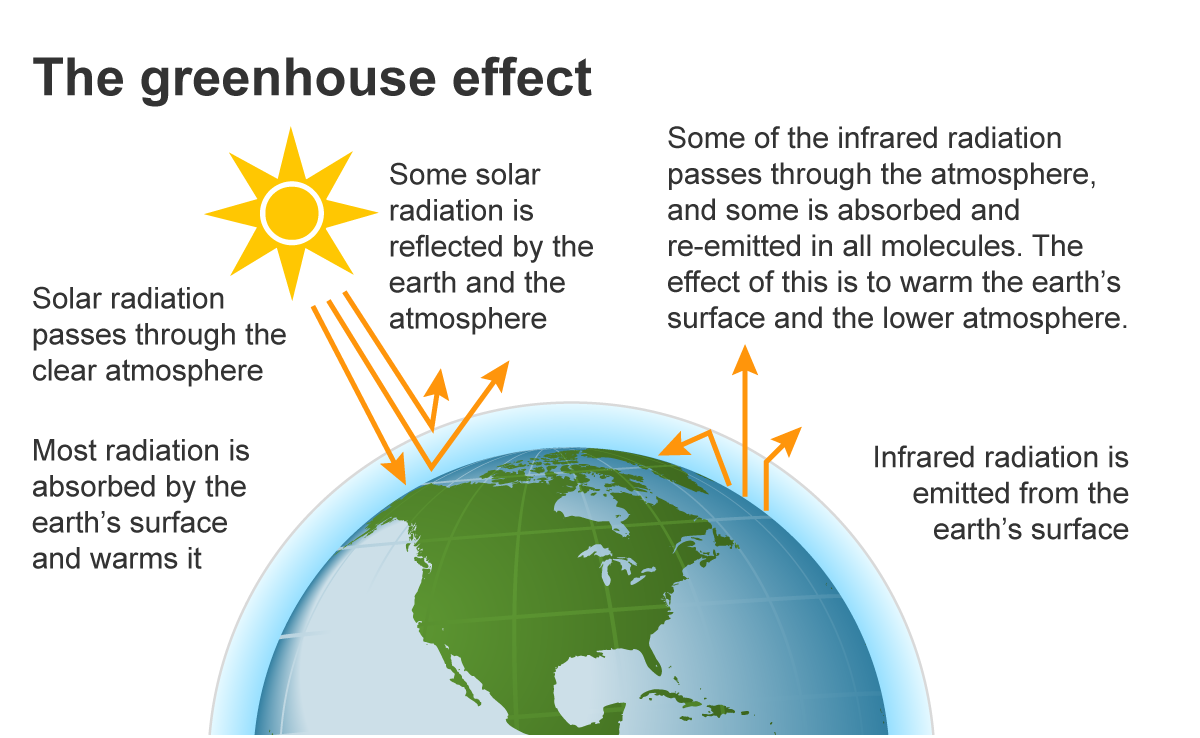 The greenhouse effect
Solar radiation
passes through the
clear atmosphere
Most radiation is
absorbed by the
earth's surface
and warms it
Some solar
radiation is
reflected by the
earth and the
atmosphere
Some of the infrared radiation
passes through the atmosphere,
and some is absorbed and
re-emitted in all molecules. The
effect of this is to warm the earth's
surface and the lower atmosphere.
Infrared radiation is
emitted from the
earth's surface